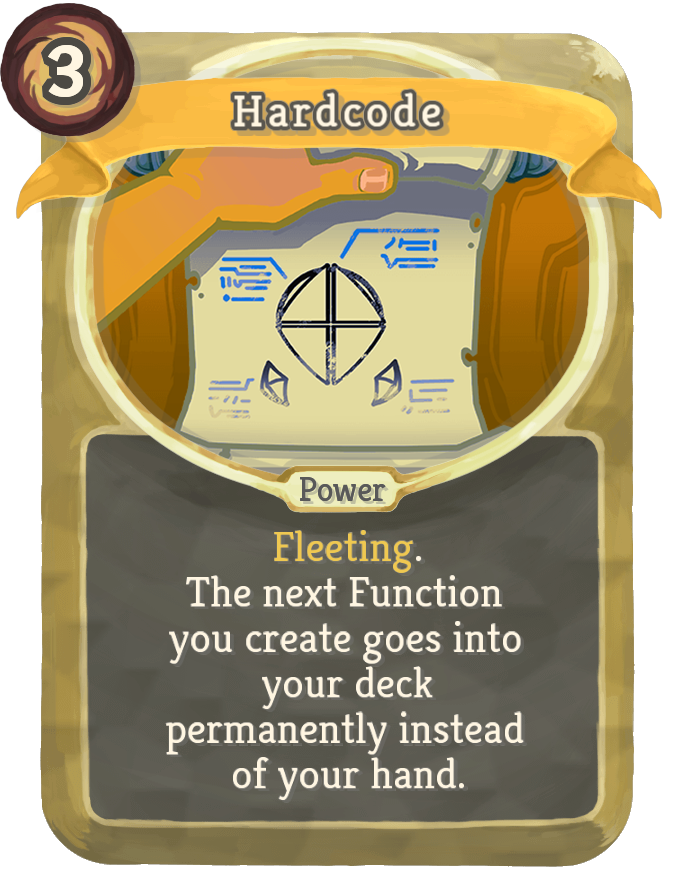 3
Hardcode
Power
Fleeting.
The next Function
you create goes into
your deck
permanently instead
of your hand.